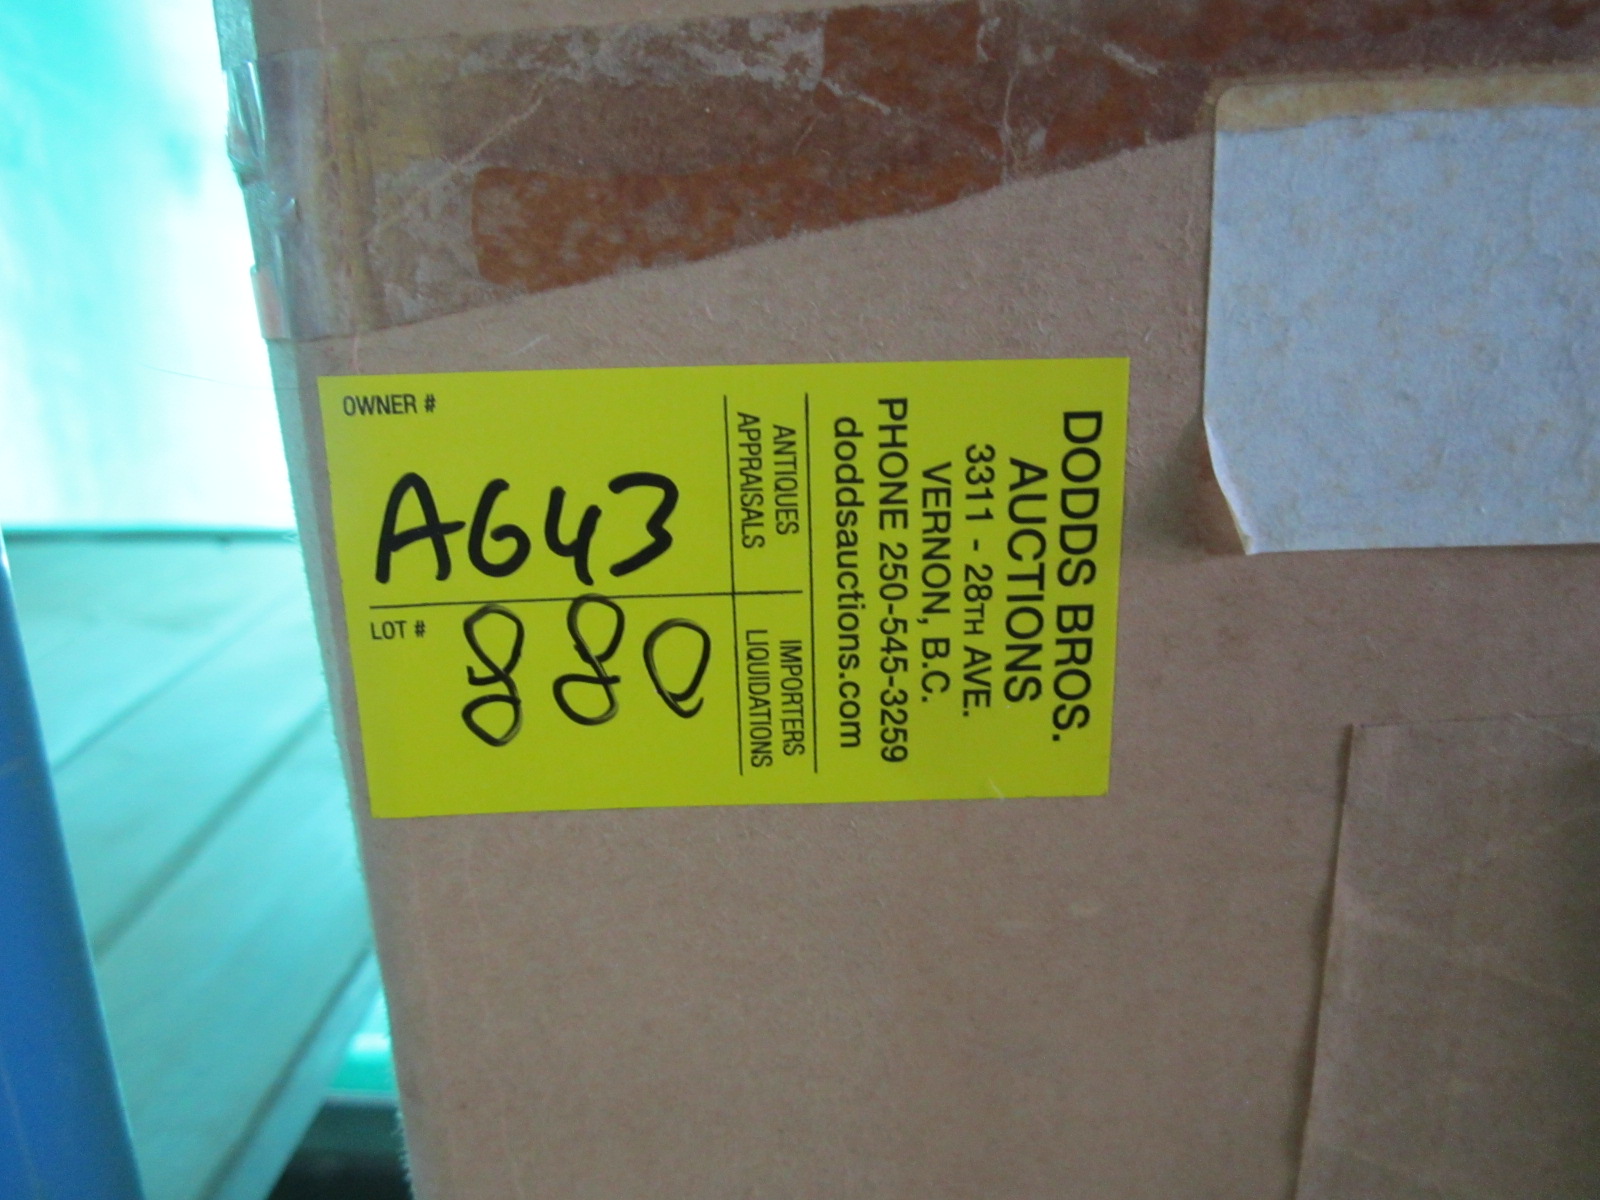 DODDS BROS.
AUCTIONS
3311 - 28TH AVE.
VERNON, B.C.
PHONE 250-545-3259
doddsauctions.com
ANTIQUES IMPORTERS
APPRAISALS LIQUIDATIONS
OWNER #
A643
LOT #
880